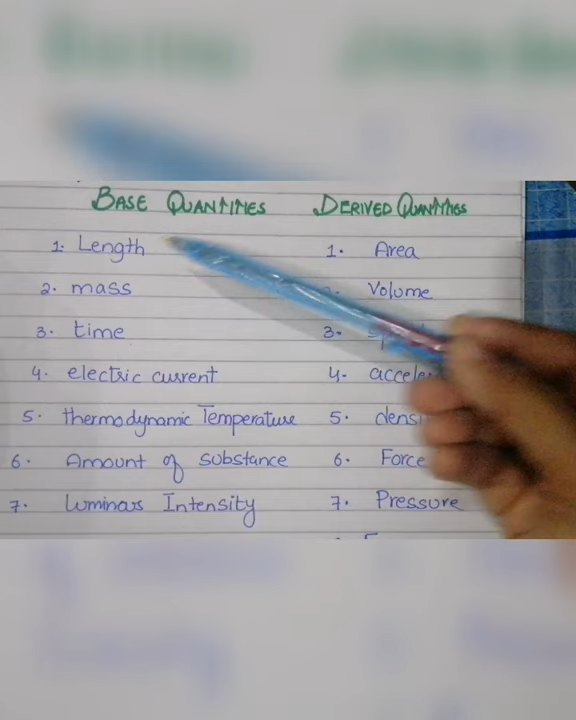 BASE QUANTITIES DERIVED QUANTITIES
1. Length 1. Area
2. mass 2. Volume
3. time 3.
4. electric current 4.
5. thermodynamic Temperature 5.
6. Amount of Substance 6. Force
7. Luminous Intensity 7. Pressure